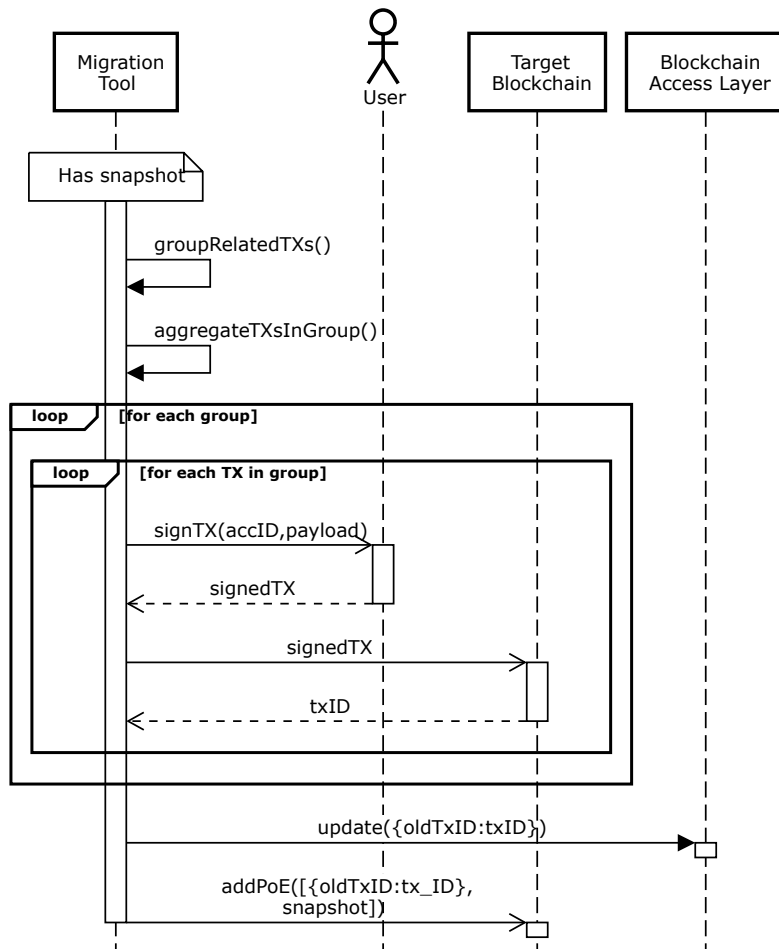 Migration
Tool
User
Target
Blockchain
Blockchain
Access Layer
Has snapshot
groupRelatedTXs()
aggregateTXsInGroup()
loop [for each group]
loop [for each TX in group]
signTX(accID,payload)
signedTX
signedTX
txID
update({oldTxID:txID})
addPoE([{oldTxID:tx_ID},
snapshot])